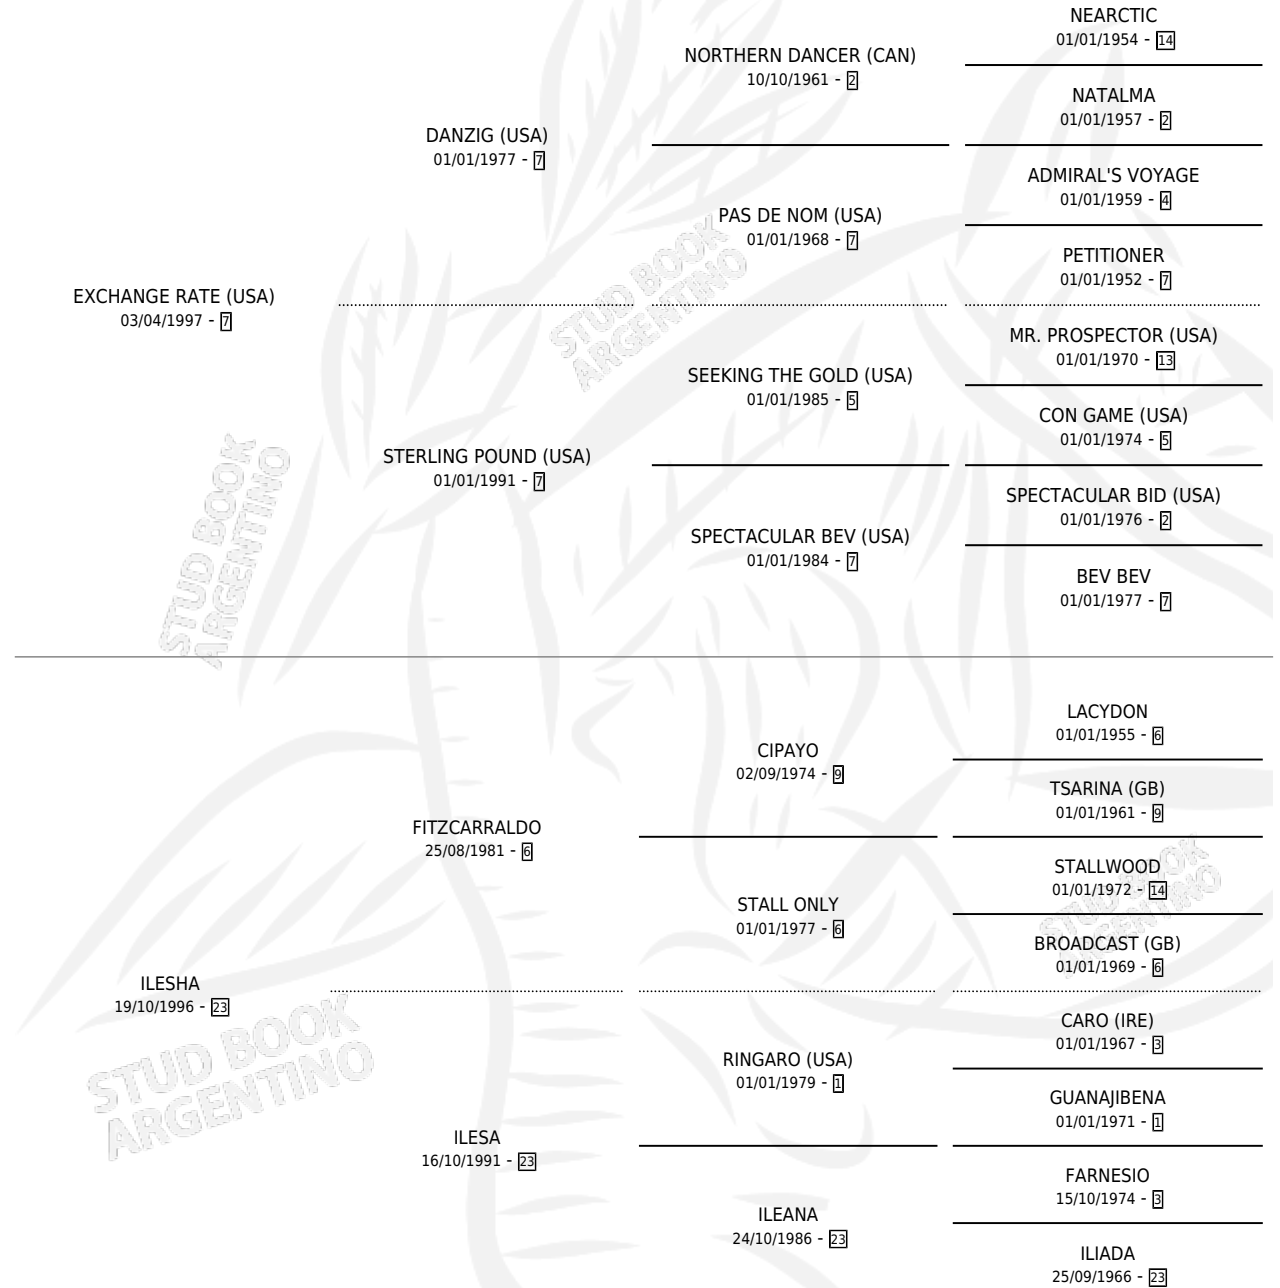 NEARCTIC
01/01/1954 - 14
NORTHERN DANCER (CAN)
10/10/1961 - 2
NATALMA
01/01/1957 - 2
DANZIG (USA)
01/01/1977 - 7
ADMIRAL'S VOYAGE
01/01/1959 - 4
PAS DE NOM (USA)
01/01/1968 - 7
PETITIONER
01/01/1952 - 7
EXCHANGE RATE (USA)
03/04/1997 - 7
STUD BOOK
ARGENTINO
MR. PROSPECTOR (USA)
01/01/1970 - 13
SEEKING THE GOLD (USA)
01/01/1985 - 5
CON GAME (USA)
01/01/1974 - 5
STERLING POUND (USA)
01/01/1991 - 7
SPECTACULAR BID (USA)
01/01/1976 - 2
SPECTACULAR BEV (USA)
01/01/1984 - 7
BEV BEV
01/01/1977 - 7
STUD BOOK
ARGENTINO
LACYDON
01/01/1955 - 6
CIPAYO
02/09/1974 - 9
TSARINA (GB)
01/01/1961 - 9
FITZCARRALDO
25/08/1981 - 6
STALLWOOD
01/01/1972 - 14
STALL ONLY
01/01/1977 - 6
BROADCAST (GB)
01/01/1969 - 6
STUD BOOK
ARGENTINO
ILESHA
19/10/1996 - 23
CARO (IRE)
01/01/1967 - 3
RINGARO (USA)
01/01/1979 - 1
GUANAJIBENA
01/01/1971 - 1
STUD BOOK
ARGENTINO
ILESA
16/10/1991 - 23
FARNESIO
15/10/1974 - 3
ILEANA
24/10/1986 - 23
ILIADA
25/09/1966 - 23